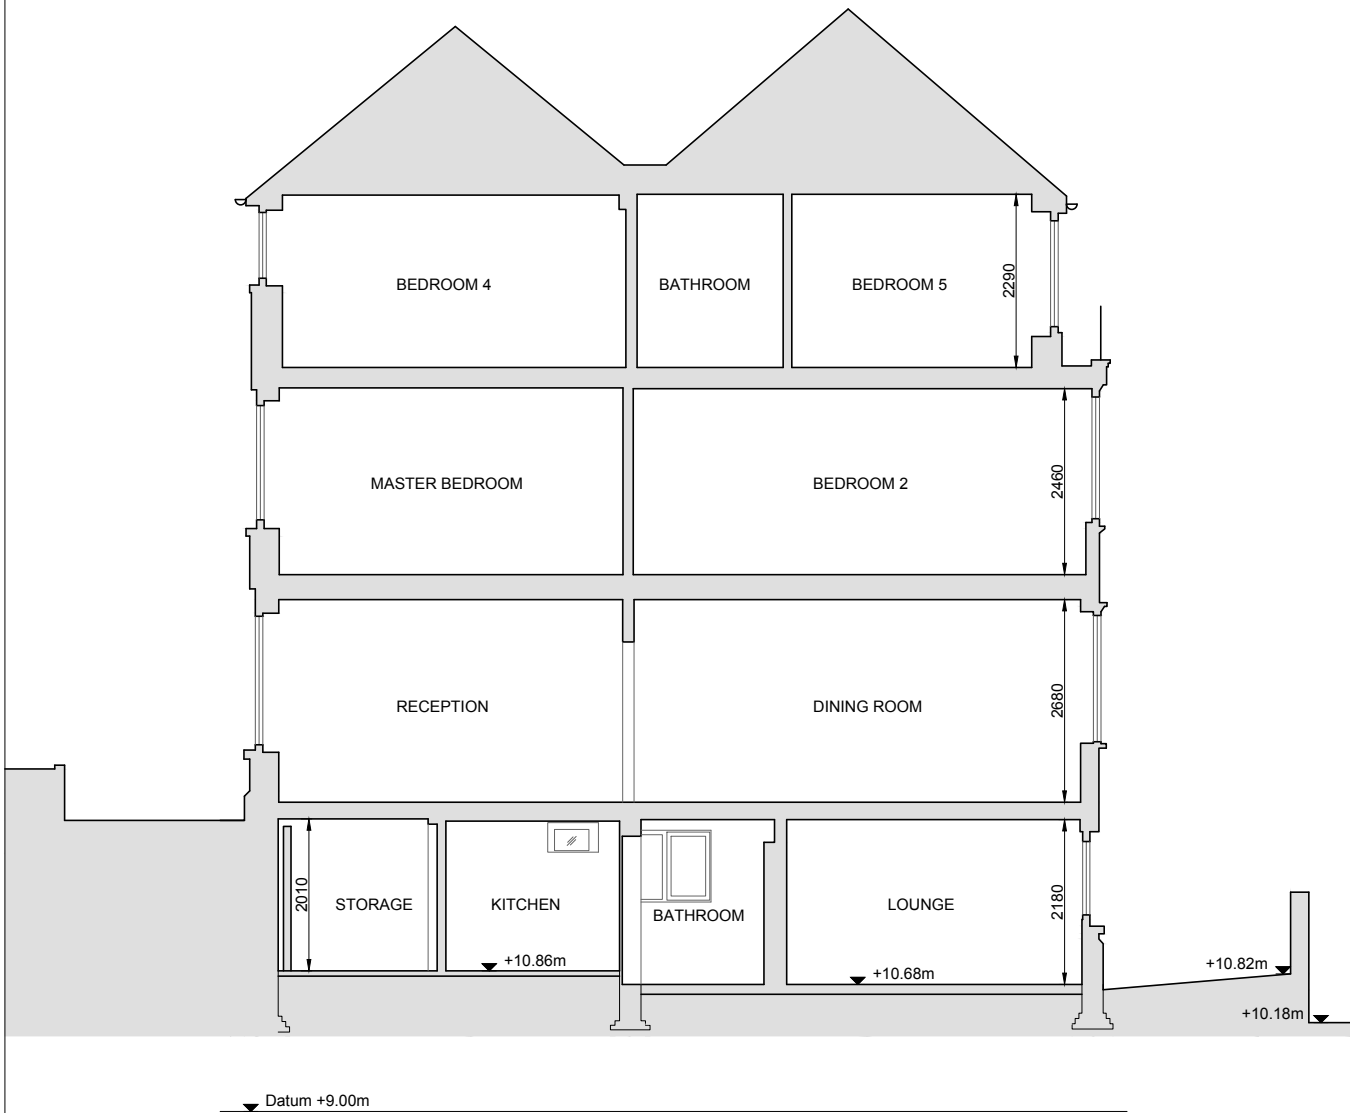 BEDROOM 4
BATHROOM
BEDROOM 5
2290
MASTER BEDROOM
BEDROOM 2
2460
RECEPTION
DINING ROOM
2680
2010
STORAGE
KITCHEN
BATHROOM
LOUNGE
2180
+10.86m
+10.68m
+10.82m
+10.18m
Datum +9.00m